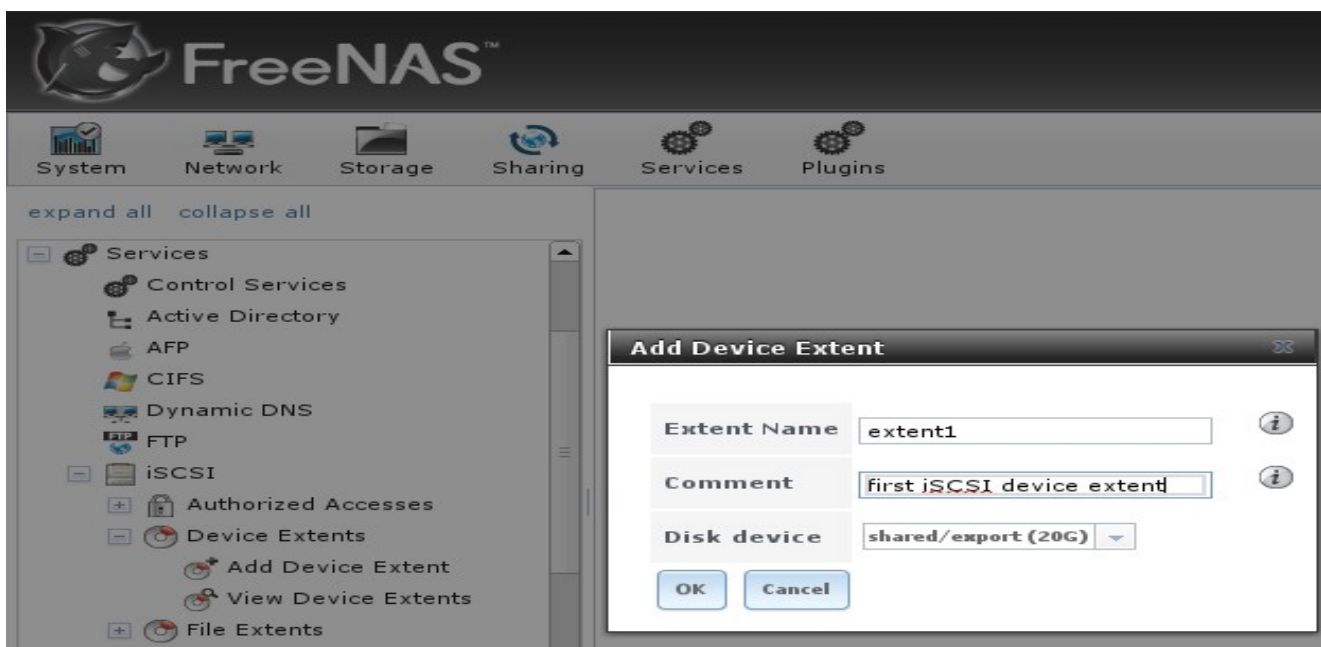 FreeNAS™
System Network Storage Sharing Services Plugins
expand all collapse all
Services
Control Services
Active Directory
AFP
CIFS
Dynamic DNS
FTP FTP
iSCSI
Authorized Accesses
Device Extents
Add Device Extent
View Device Extents
File Extents
Add Device Extent
Extent Name extent1
Comment first iSCSI device extent
Disk device shared/export (20G)
OK Cancel